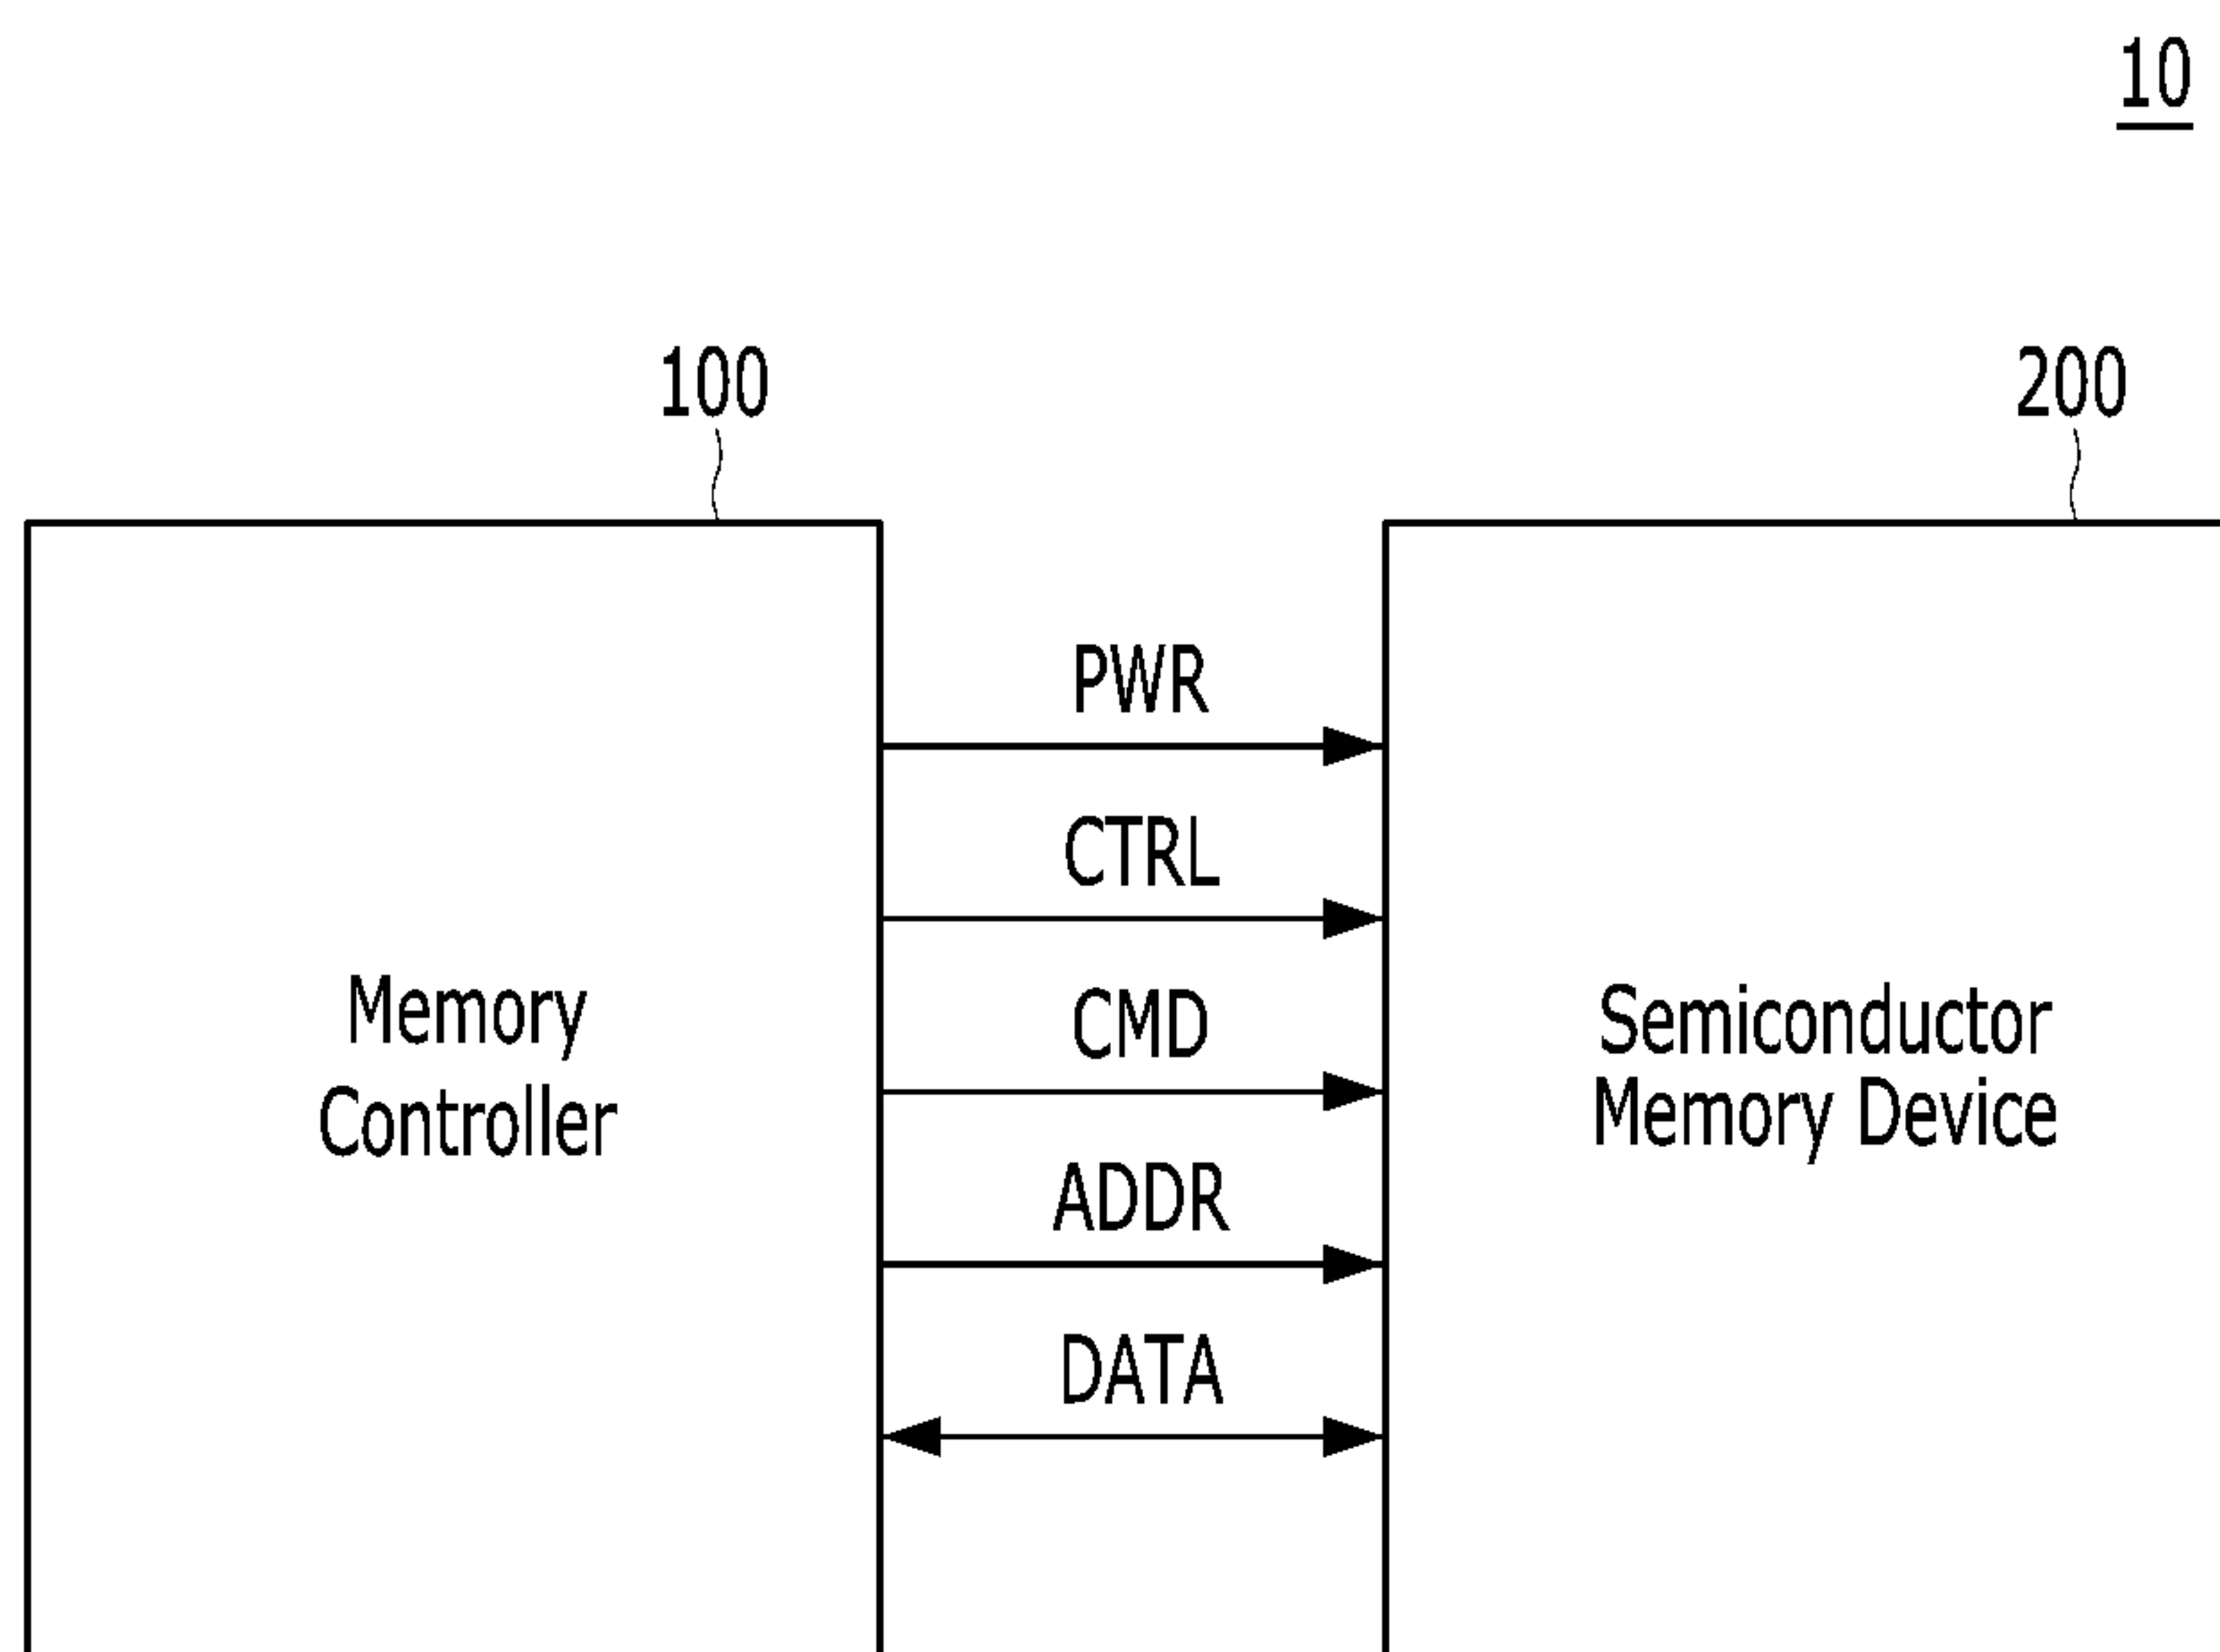 10
100
200
PWR
CTRL
CMD
ADDR
DATA
Memory
Controller
Semiconductor
Memory Device